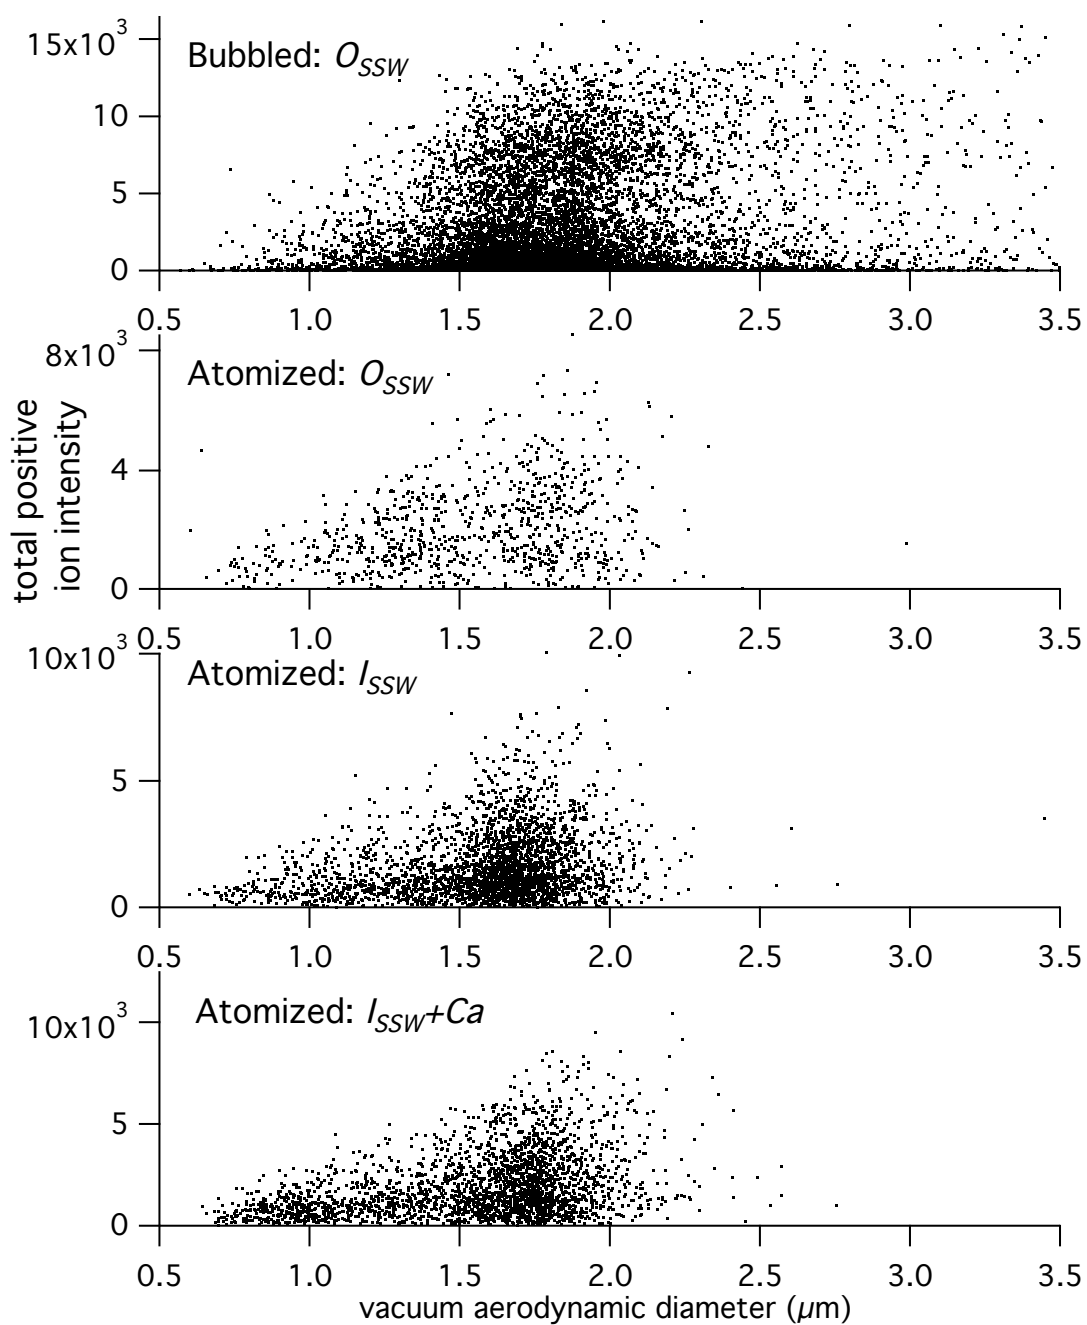 Bubbled: O_SSW
15x10³
10
5
0
0.5 1.0 1.5 2.0 2.5 3.0 3.5
Atomized: O_SSW
8x10³
4
0
0.5 1.0 1.5 2.0 2.5 3.0 3.5
total positive
ion intensity
Atomized: I_SSW
10x10³
5
0
0.5 1.0 1.5 2.0 2.5 3.0 3.5
Atomized: I_SSW+Ca
10x10³
5
0
0.5 1.0 1.5 2.0 2.5 3.0 3.5
vacuum aerodynamic diameter (µm)